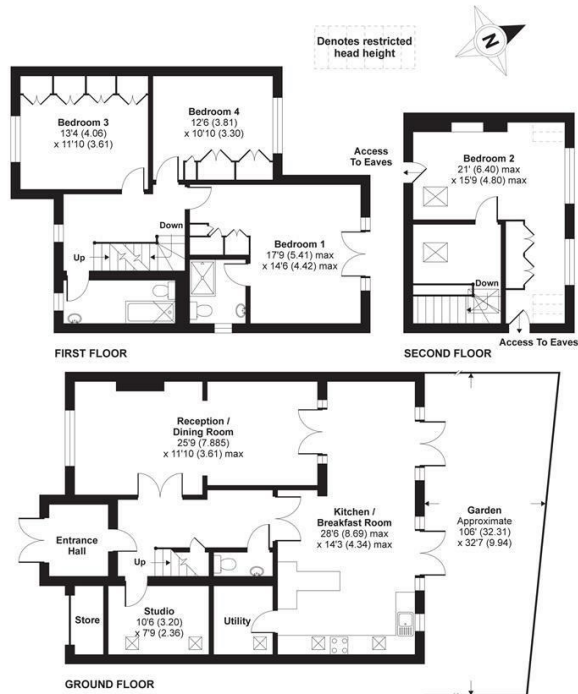 Denotes restricted
head height
N
Bedroom 3
13'4 (4.06)
x 11'10 (3.61)
Bedroom 4
12'6 (3.81)
x 10'10 (3.30)
Down
Up
Bedroom 1
17'9 (5.41) max
x 14'6 (4.42) max
FIRST FLOOR
Access
To Eaves
Bedroom 2
21' (6.40) max
x 15'9 (4.80) max
Down
Access To Eaves
SECOND FLOOR
Reception /
Dining Room
25'9 (7.885)
x 11'10 (3.61) max
Entrance
Hall
Up
Kitchen /
Breakfast Room
28'6 (8.69) max
x 14'3 (4.34) max
Garden
Approximate
106' (32.31)
x 32'7 (9.94)
Store
Studio
10'6 (3.20)
x 7'9 (2.36)
Utility
GROUND FLOOR